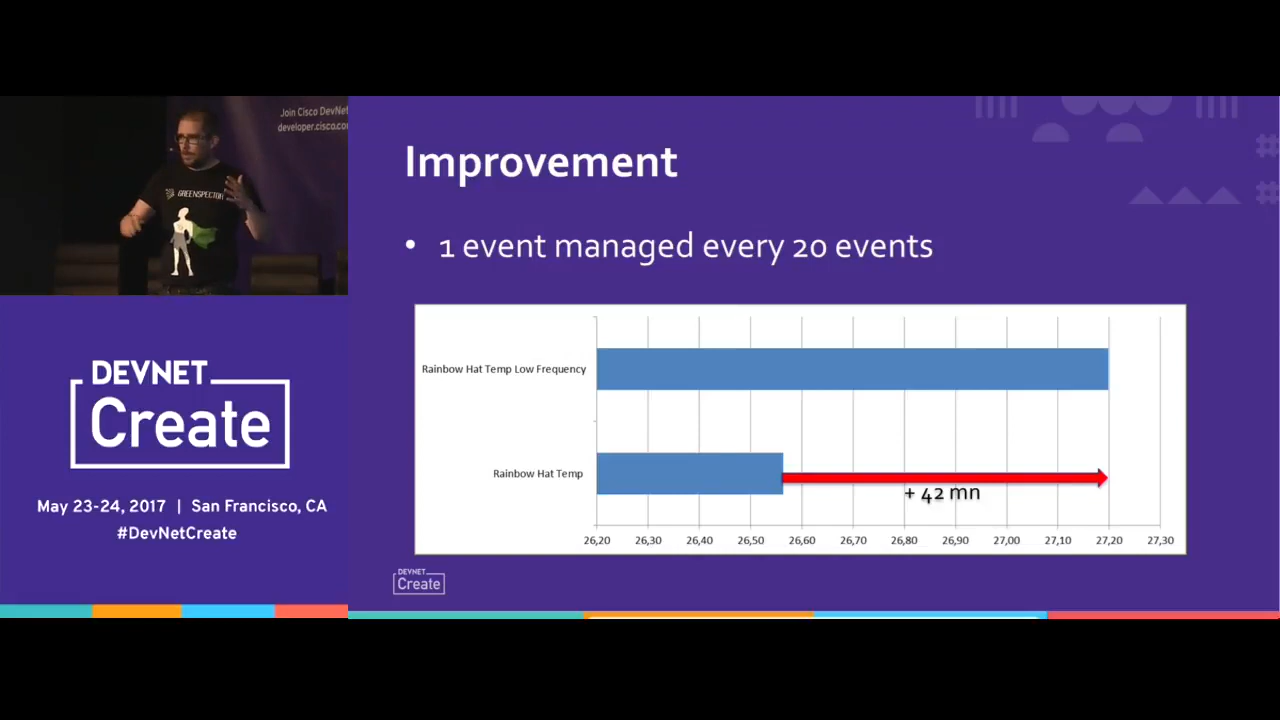 Join Cisco DevNet
developer.cisco.co
GREENSPECTOR
DEVNET
Create
May 23-24, 2017 | San Francisco, CA
#DevNetCreate
Improvement
• 1 event managed every 20 events
Rainbow Hat Temp Low Frequency
Rainbow Hat Temp
+ 42 mn
26,20 26,30 26,40 26,50 26,60 26,70 26,80 26,90 27,00 27,10 27,20 27,30
DEVNET
Create